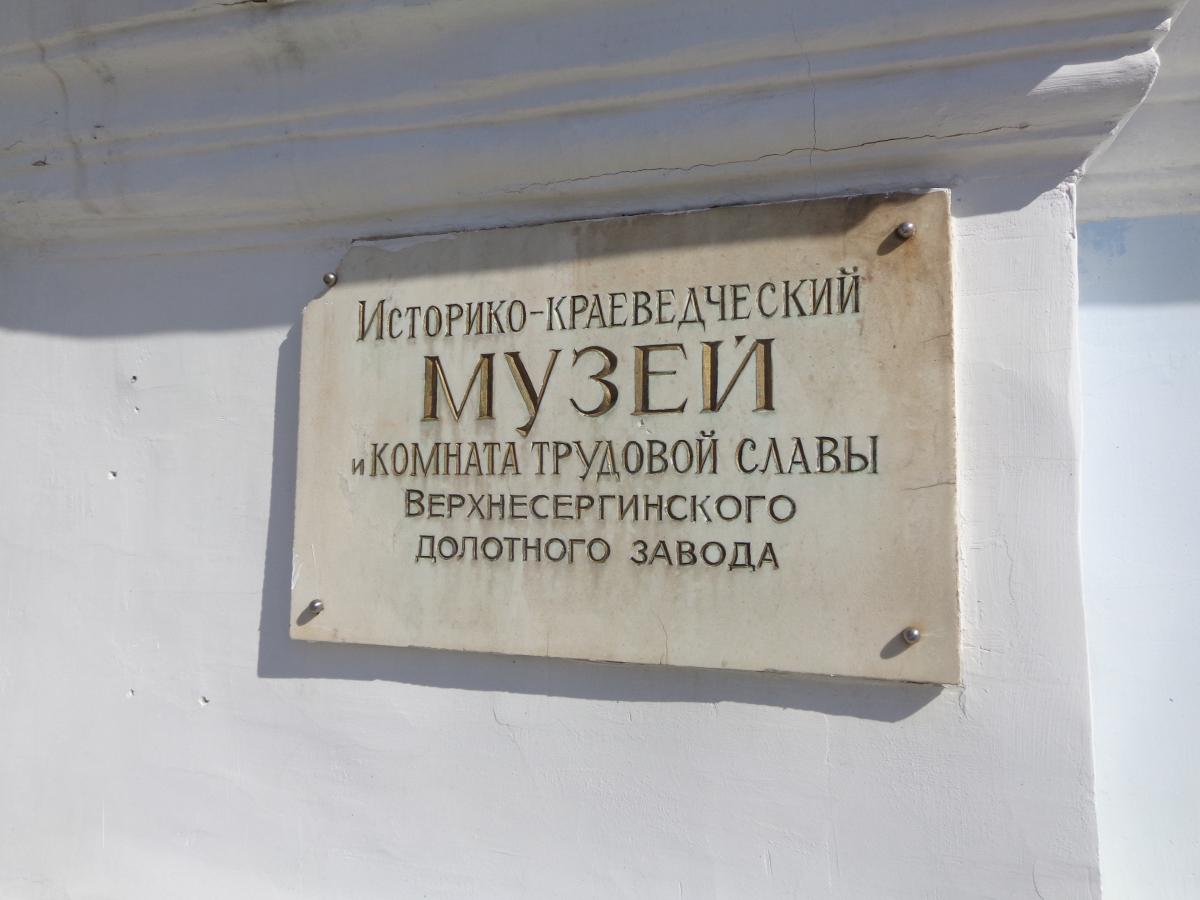 Историко-краеведческий
МУЗЕЙ
и комната трудовой славы
Верхнесергинского
долотного завода